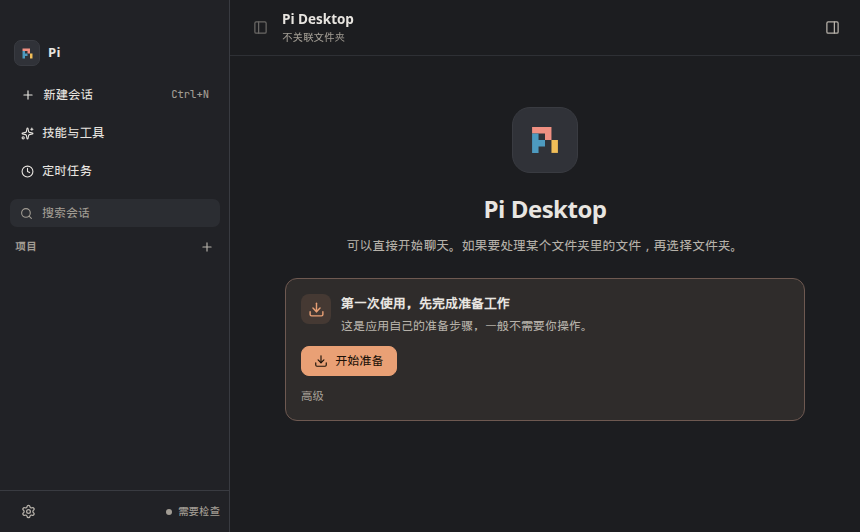 Pi
新建会话 Ctrl+N
技能与工具
定时任务
搜索会话
项目
需要检查
Pi Desktop
不关联文件夹
Pi Desktop
可以直接开始聊天。如果要处理某个文件夹里的文件，再选择文件夹。
第一次使用，先完成准备工作
这是应用自己的准备步骤，一般不需要你操作。
开始准备
高级